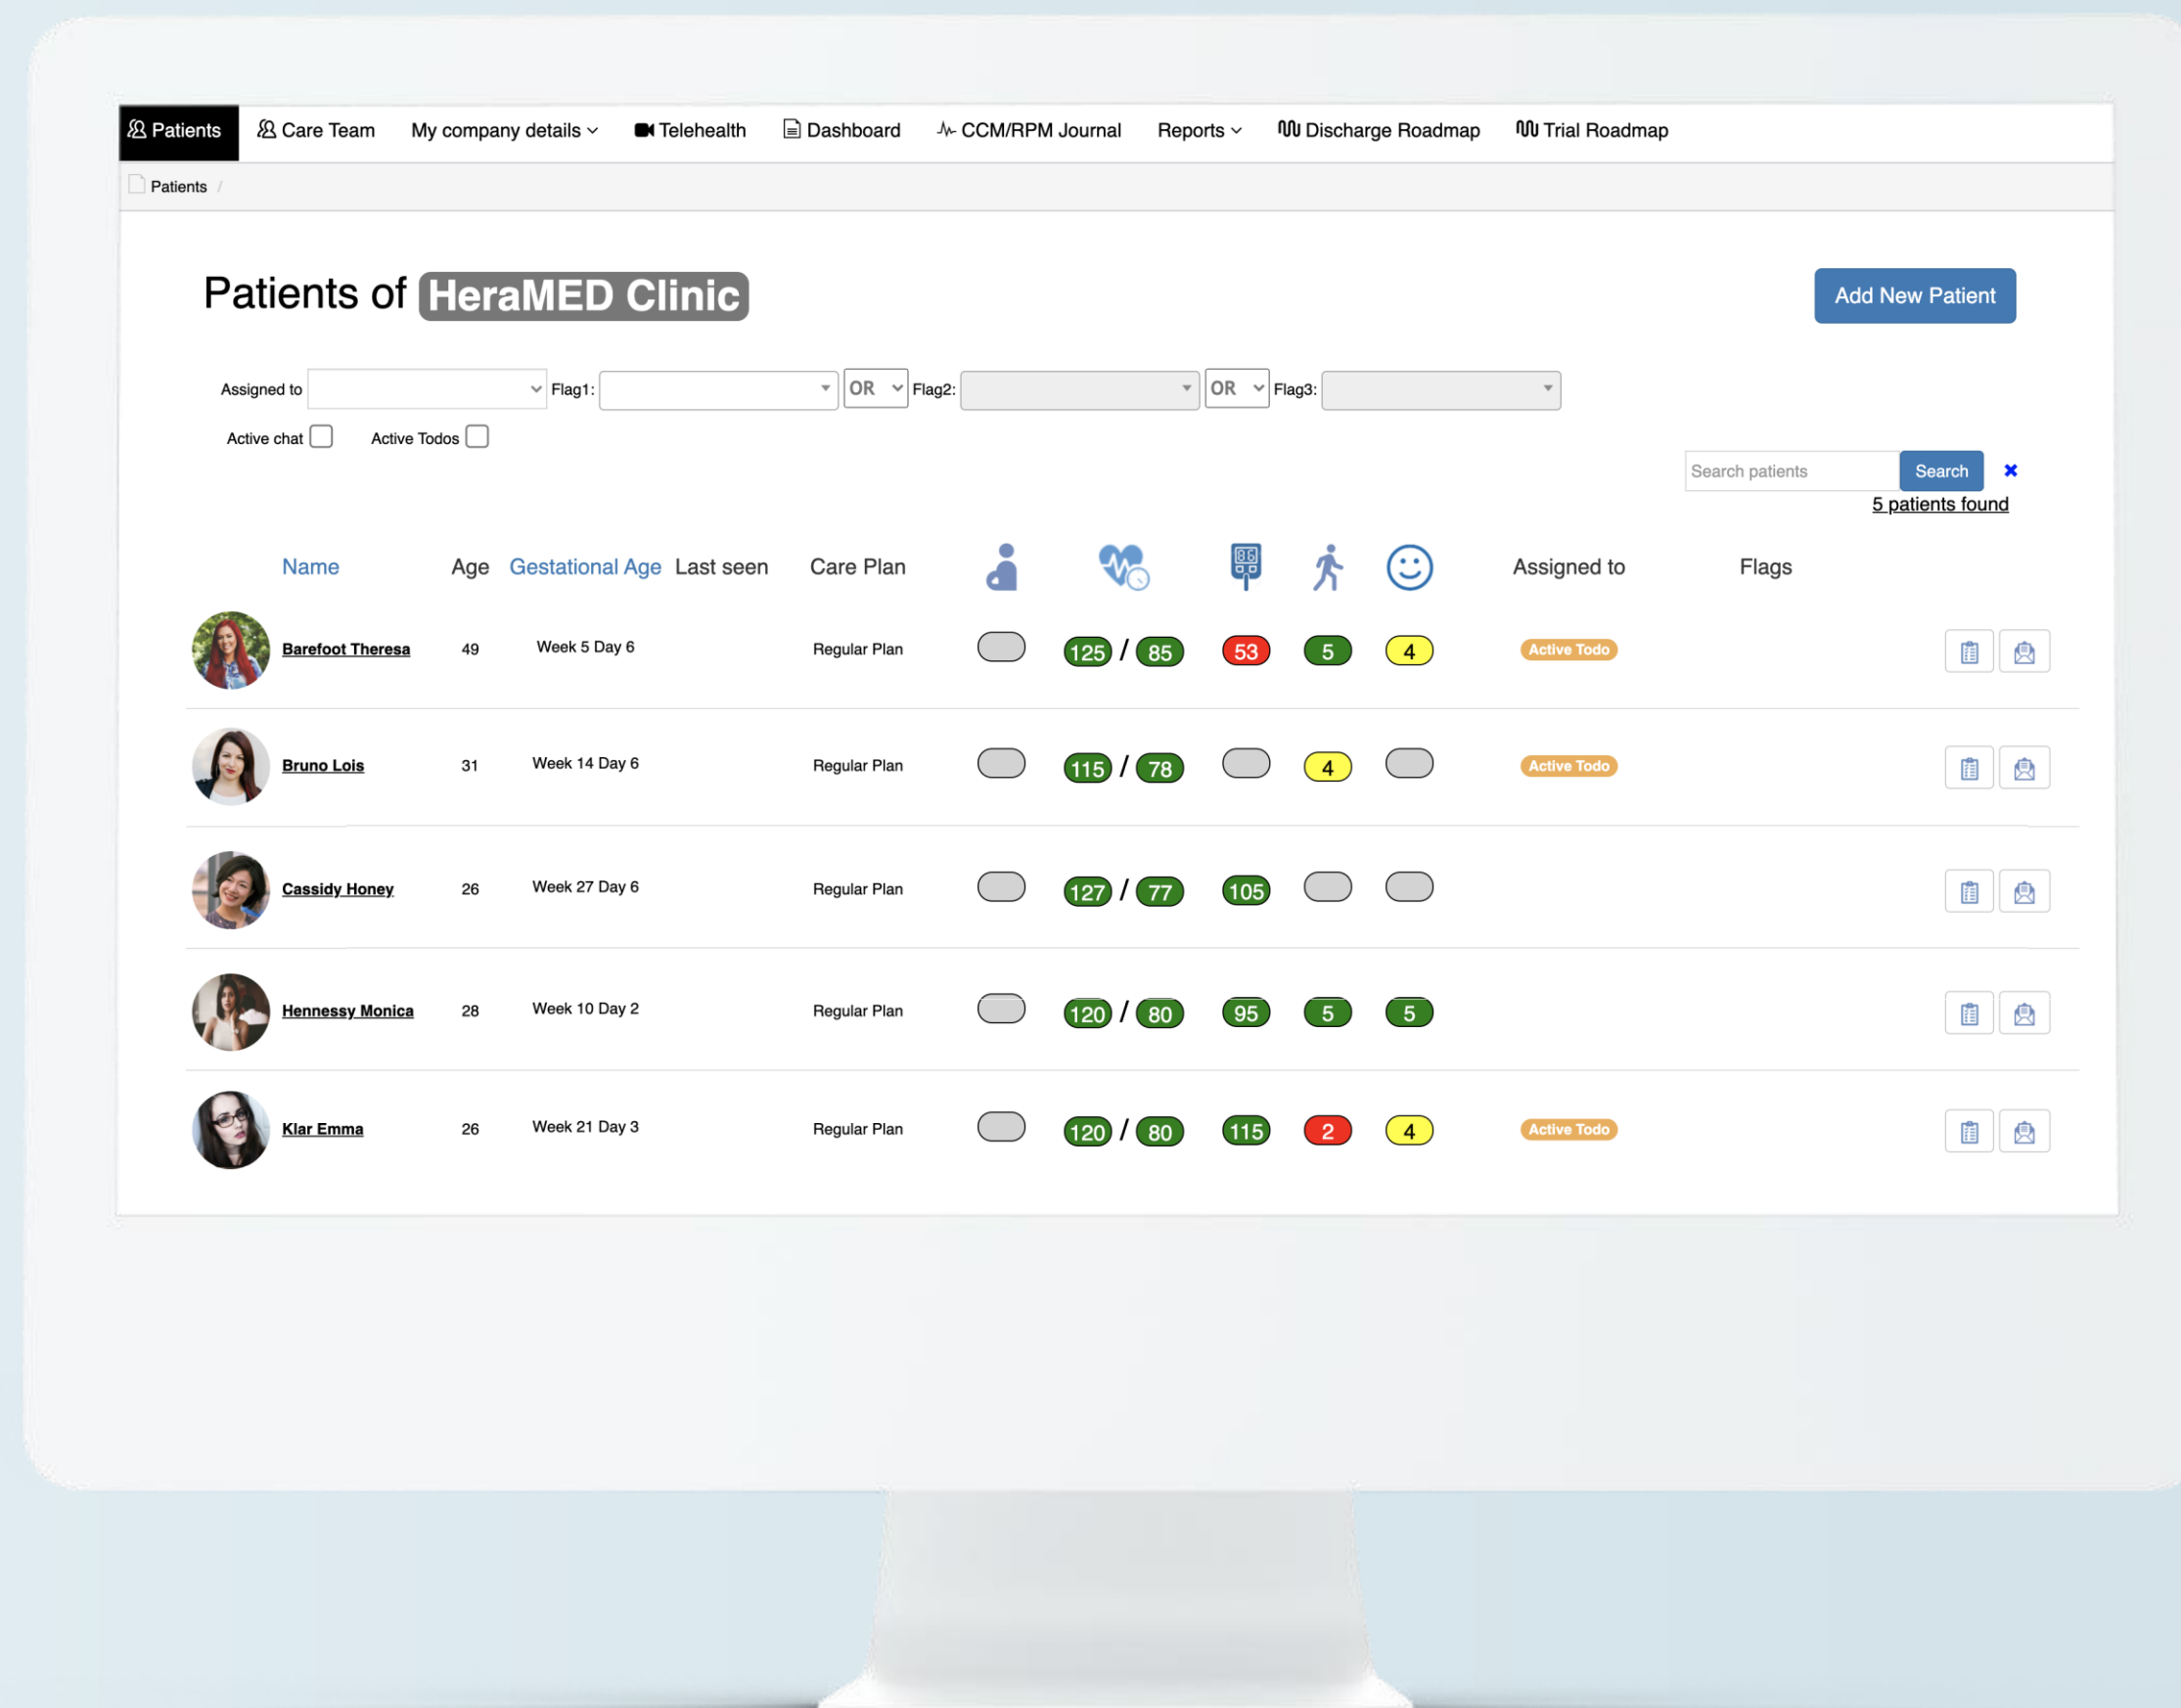 Patients Care Team My company details Telehealth Dashboard CCM/RPM Journal Reports Discharge Roadmap Trial Roadmap
Patients /
Patients of HeraMED Clinic Add New Patient
Assigned to Flag1: OR Flag2: OR Flag3:
Active chat Active Todos
Search patients Search
5 patients found
Name Age Gestational Age Last seen Care Plan 86 Assigned to Flags
Barefoot Theresa 49 Week 5 Day 6 Regular Plan 125 / 85 53 5 4 Active Todo
Bruno Lois 31 Week 14 Day 6 Regular Plan 115 / 78 4 Active Todo
Cassidy Honey 26 Week 27 Day 6 Regular Plan 127 / 77 105
Hennessy Monica 28 Week 10 Day 2 Regular Plan 120 / 80 95 5 5
Klar Emma 26 Week 21 Day 3 Regular Plan 120 / 80 115 2 4 Active Todo